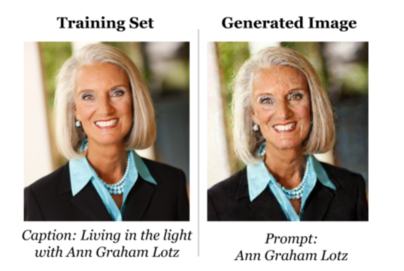 Training Set
Generated Image
Caption: Living in the light
with Ann Graham Lotz
Prompt:
Ann Graham Lotz